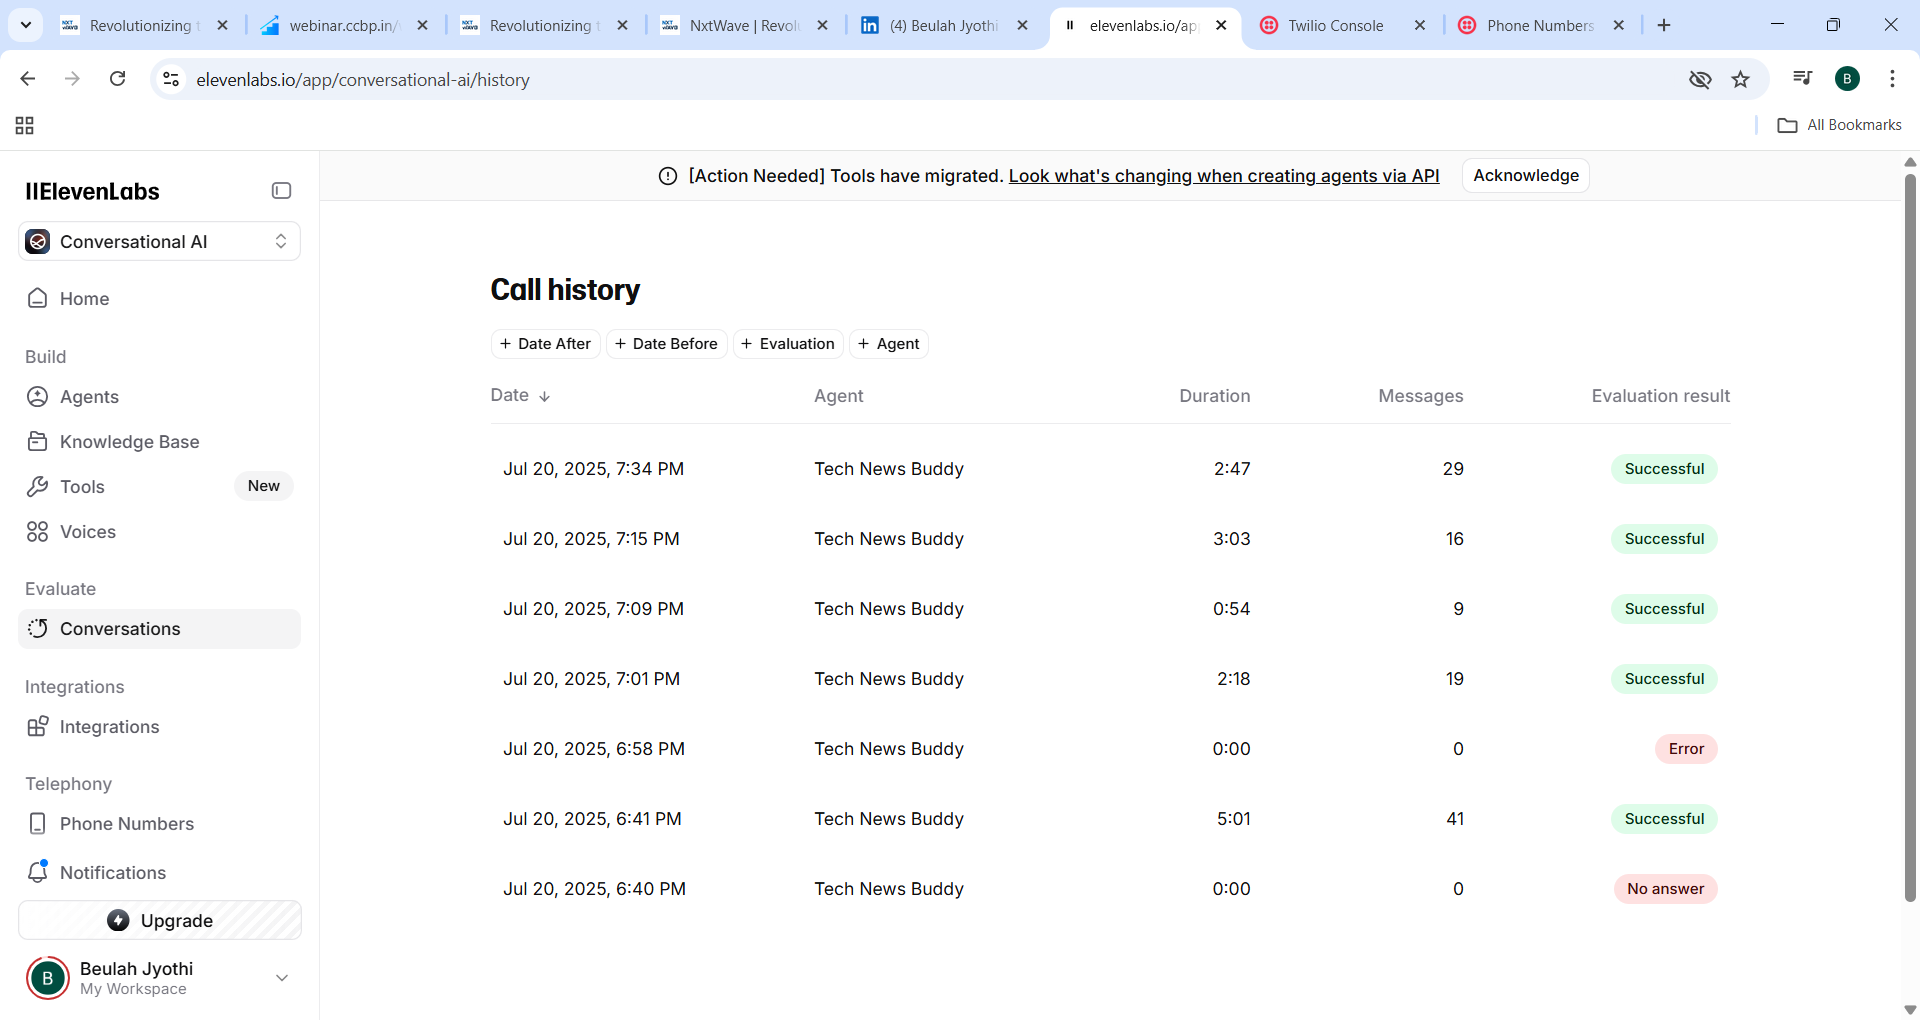 Revolutionizing t
webinar.ccbp.in/
Revolutionizing t
NxtWave | Revolu
(4) Beulah Jyothi
elevenlabs.io/app
Twilio Console
Phone Numbers
elevenlabs.io/app/conversational-ai/history
B
All Bookmarks
IIElevenLabs
Conversational AI
Home
Build
Agents
Knowledge Base
Tools New
Voices
Evaluate
Conversations
Integrations
Integrations
Telephony
Phone Numbers
Notifications
Upgrade
B
Beulah Jyothi
My Workspace
[Action Needed] Tools have migrated. Look what's changing when creating agents via API Acknowledge
Call history
+ Date After + Date Before + Evaluation + Agent
Date ↓ Agent Duration Messages Evaluation result
Jul 20, 2025, 7:34 PM Tech News Buddy 2:47 29 Successful
Jul 20, 2025, 7:15 PM Tech News Buddy 3:03 16 Successful
Jul 20, 2025, 7:09 PM Tech News Buddy 0:54 9 Successful
Jul 20, 2025, 7:01 PM Tech News Buddy 2:18 19 Successful
Jul 20, 2025, 6:58 PM Tech News Buddy 0:00 0 Error
Jul 20, 2025, 6:41 PM Tech News Buddy 5:01 41 Successful
Jul 20, 2025, 6:40 PM Tech News Buddy 0:00 0 No answer